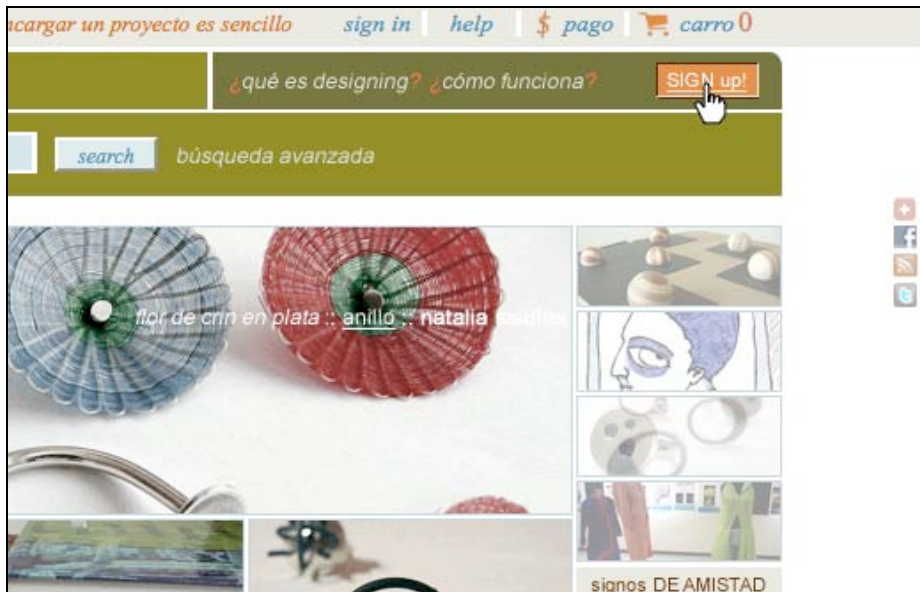 ncargar un proyecto es sencillo sign in help $ pago carro 0
¿qué es designing? ¿cómo funciona? SIGN up!
search búsqueda avanzada
flor de crin en plata :: anillo :: natalia
signos DE AMISTAD